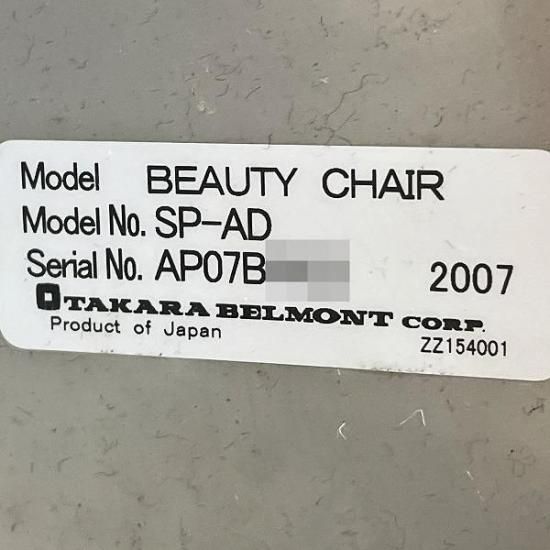 Model BEAUTY CHAIR
Model No. SP-AD
Serial No. AP07B 2007
TAKARA BELMONT CORP.
Product of Japan ZZ154001